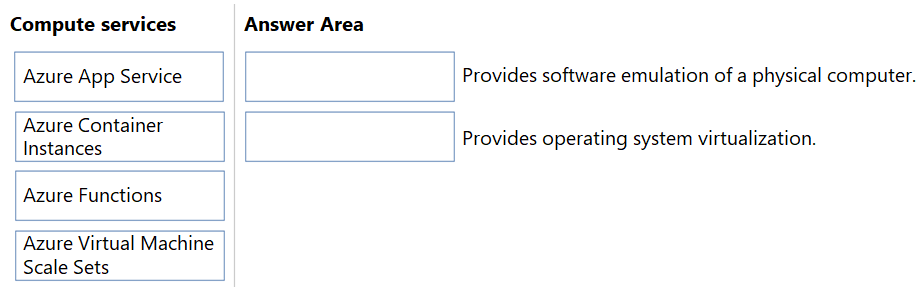 Compute services
Answer Area
Azure App Service
Provides software emulation of a physical computer.
Azure Container
Instances
Provides operating system virtualization.
Azure Functions
Azure Virtual Machine
Scale Sets